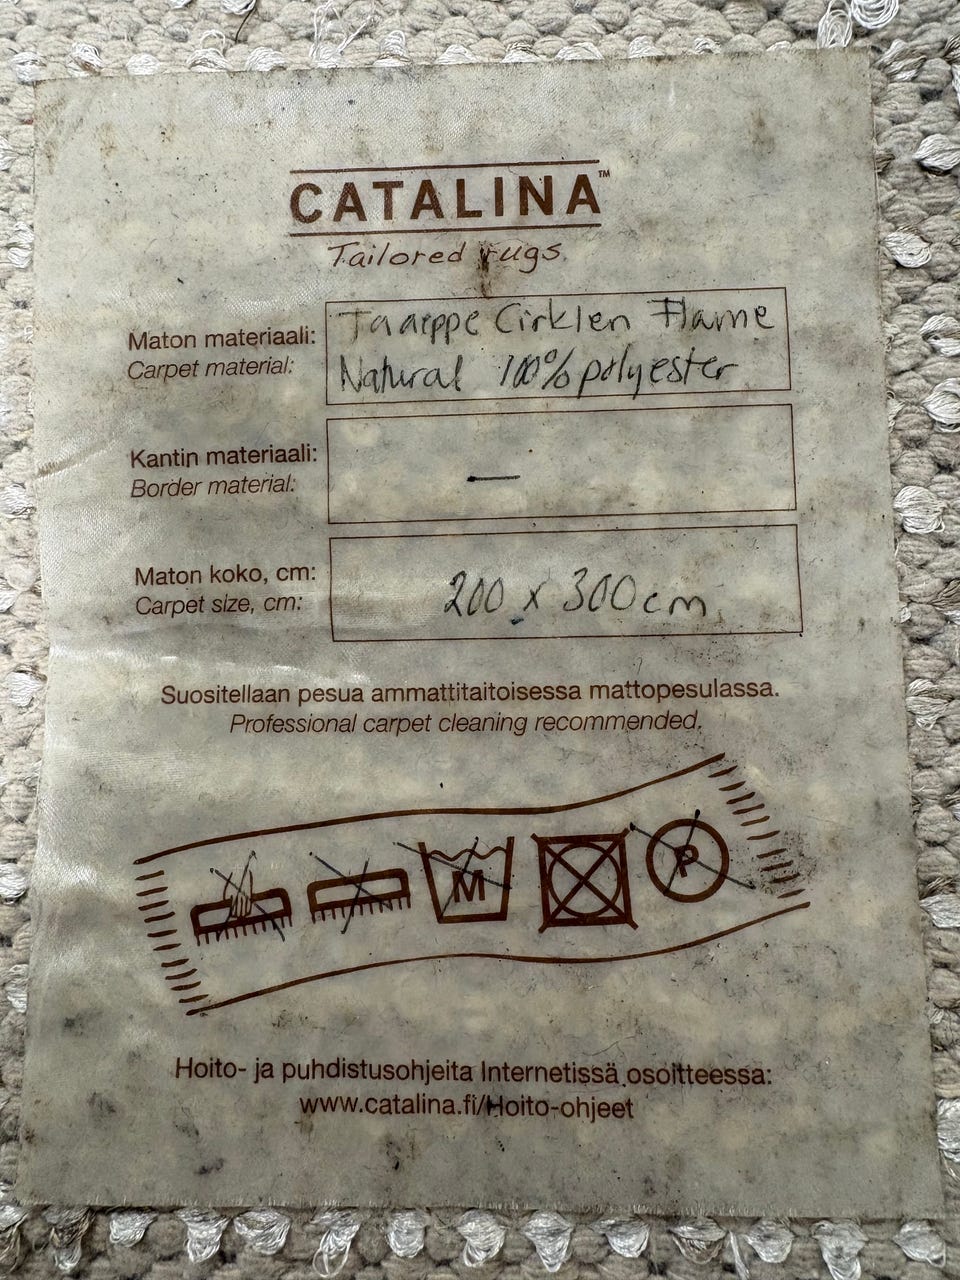 CATALINA™
Tailored rugs
Maton materiaali:
Carpet material:
Taarppe Cirklen Flame
Natural 100% polyester
Kantin materiaali:
Border material:
—
Maton koko, cm:
Carpet size, cm:
200 x 300 cm
Suositellaan pesua ammattitaitoisessa mattopesulassa.
Professional carpet cleaning recommended.
M
P
Hoito- ja puhdistusohjeita Internetissä osoitteessa:
www.catalina.fi/Hoito-ohjeet